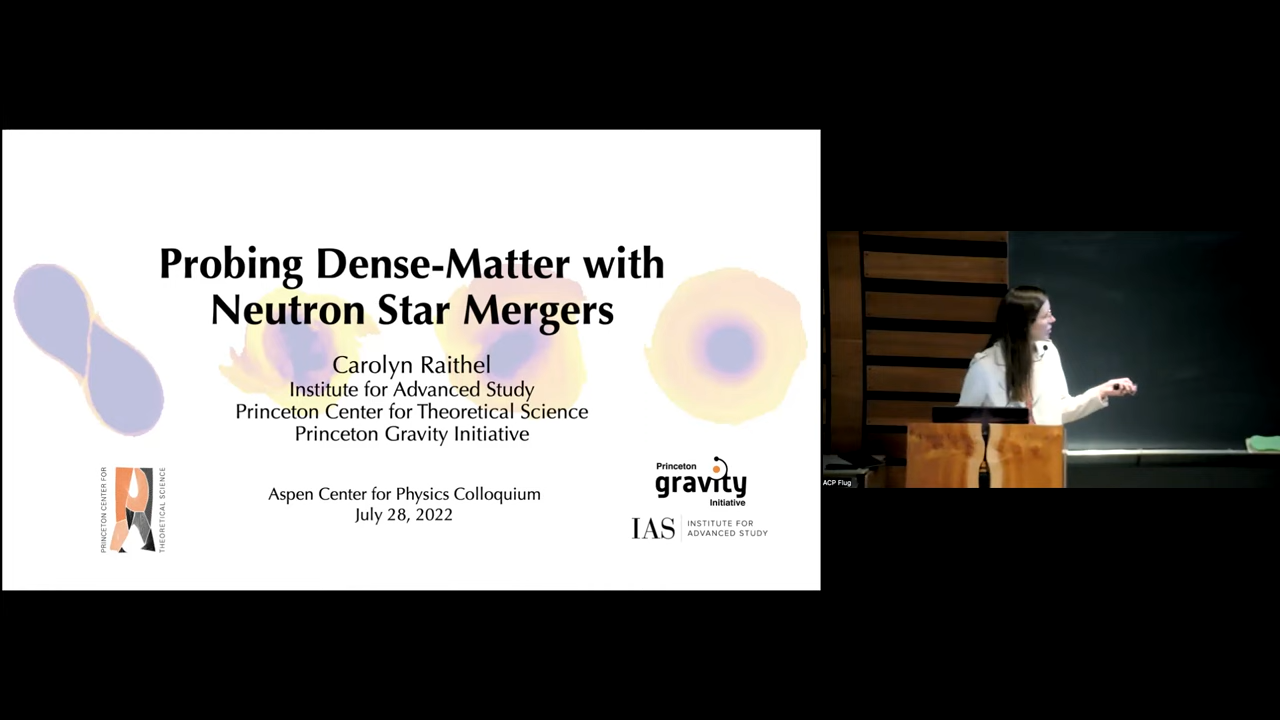 Probing Dense-Matter with
Neutron Star Mergers
Carolyn Raithel
Institute for Advanced Study
Princeton Center for Theoretical Science
Princeton Gravity Initiative
Aspen Center for Physics Colloquium
July 28, 2022
PRINCETON CENTER FOR
THEORETICAL SCIENCE
Princeton
gravity
Initiative
IAS
INSTITUTE FOR
ADVANCED STUDY
ACP Flug